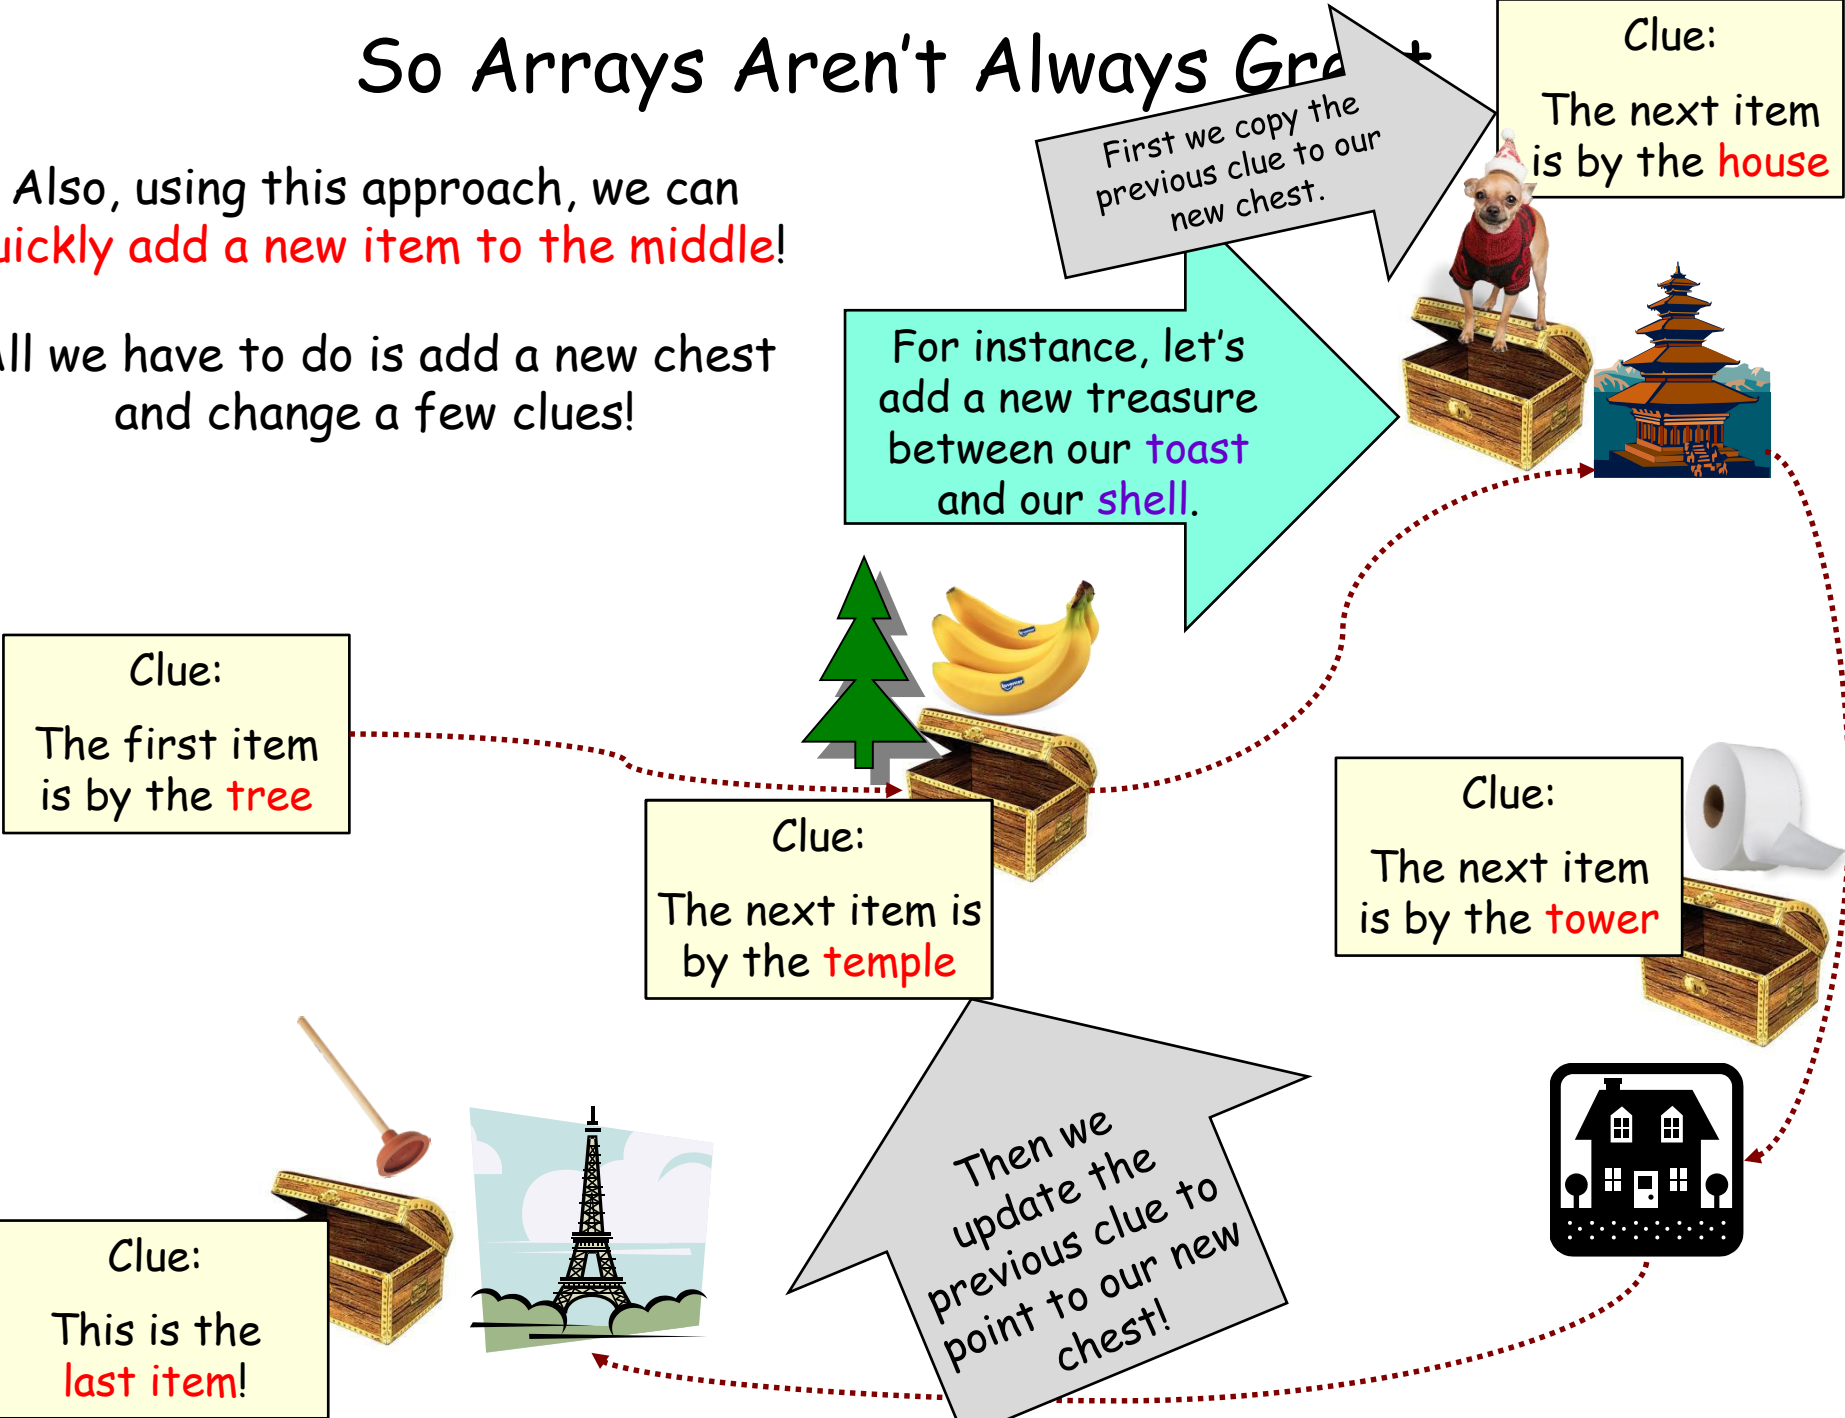 So Arrays Aren't Always
Also, using this approach, we can
add a new item to the middle!
we have to do is add a new chest
and change a few clues!
First we copy the
previous clue to our
new chest.
Clue:
The next item
is by the house
For instance, let's
add a new treasure
between our toast
and our shell.
Clue:
The first item
is by the tree
Clue:
The next item is
by the temple
Clue:
The next item
is by the tower
Then we
update the
previous clue to
point to our new
chest!
Clue:
This is the
last item!